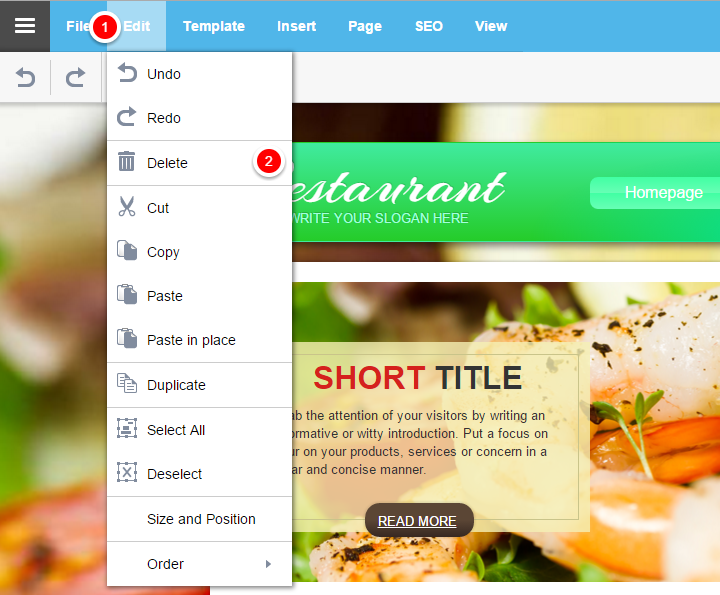 File 1 Edit Template Insert Page SEO View
Undo
Redo
Delete 2
Cut
Copy
Paste
Paste in place
Duplicate
Select All
Deselect
Size and Position
Order
estaurant
WRITE YOUR SLOGAN HERE
Homepage
SHORT TITLE
ab the attention of your visitors by writing an
ormative or witty introduction. Put a focus on
ur on your products, services or concern in a
ar and concise manner.
READ MORE